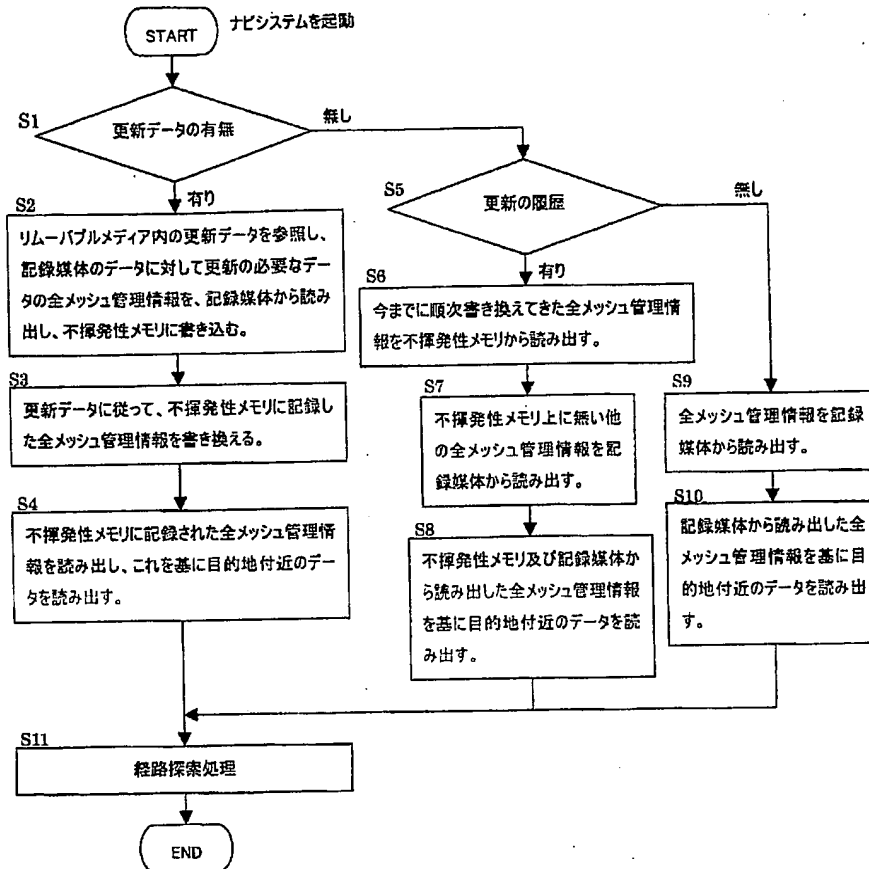 START
ナビシステムを起動
S1
更新データの有無
無し
有り
S2
リムーバブルメディア内の更新データを参照し、
記録媒体のデータに対して更新の必要なデー
タの全メッシュ管理情報を、記録媒体から読み
出し、不揮発性メモリに書き込む。
S3
更新データに従って、不揮発性メモリに記録し
た全メッシュ管理情報を書き換える。
S4
不揮発性メモリに記録された全メッシュ管理情
報を読み出し、これを基に目的地付近のデー
タを読み出す。
S5
更新の履歴
無し
有り
S6
今までに順次書き換えてきた全メッシュ管理情
報を不揮発性メモリから読み出す。
S7
不揮発性メモリ上に無い他
の全メッシュ管理情報を記
録媒体から読み出す。
S8
不揮発性メモリ及び記録媒体か
ら読み出した全メッシュ管理情報
を基に目的地付近のデータを読
み出す。
S9
全メッシュ管理情報を記録
媒体から読み出す。
S10
記録媒体から読み出した全
メッシュ管理情報を基に目
的地付近のデータを読み出
す。
S11
経路探索処理
END